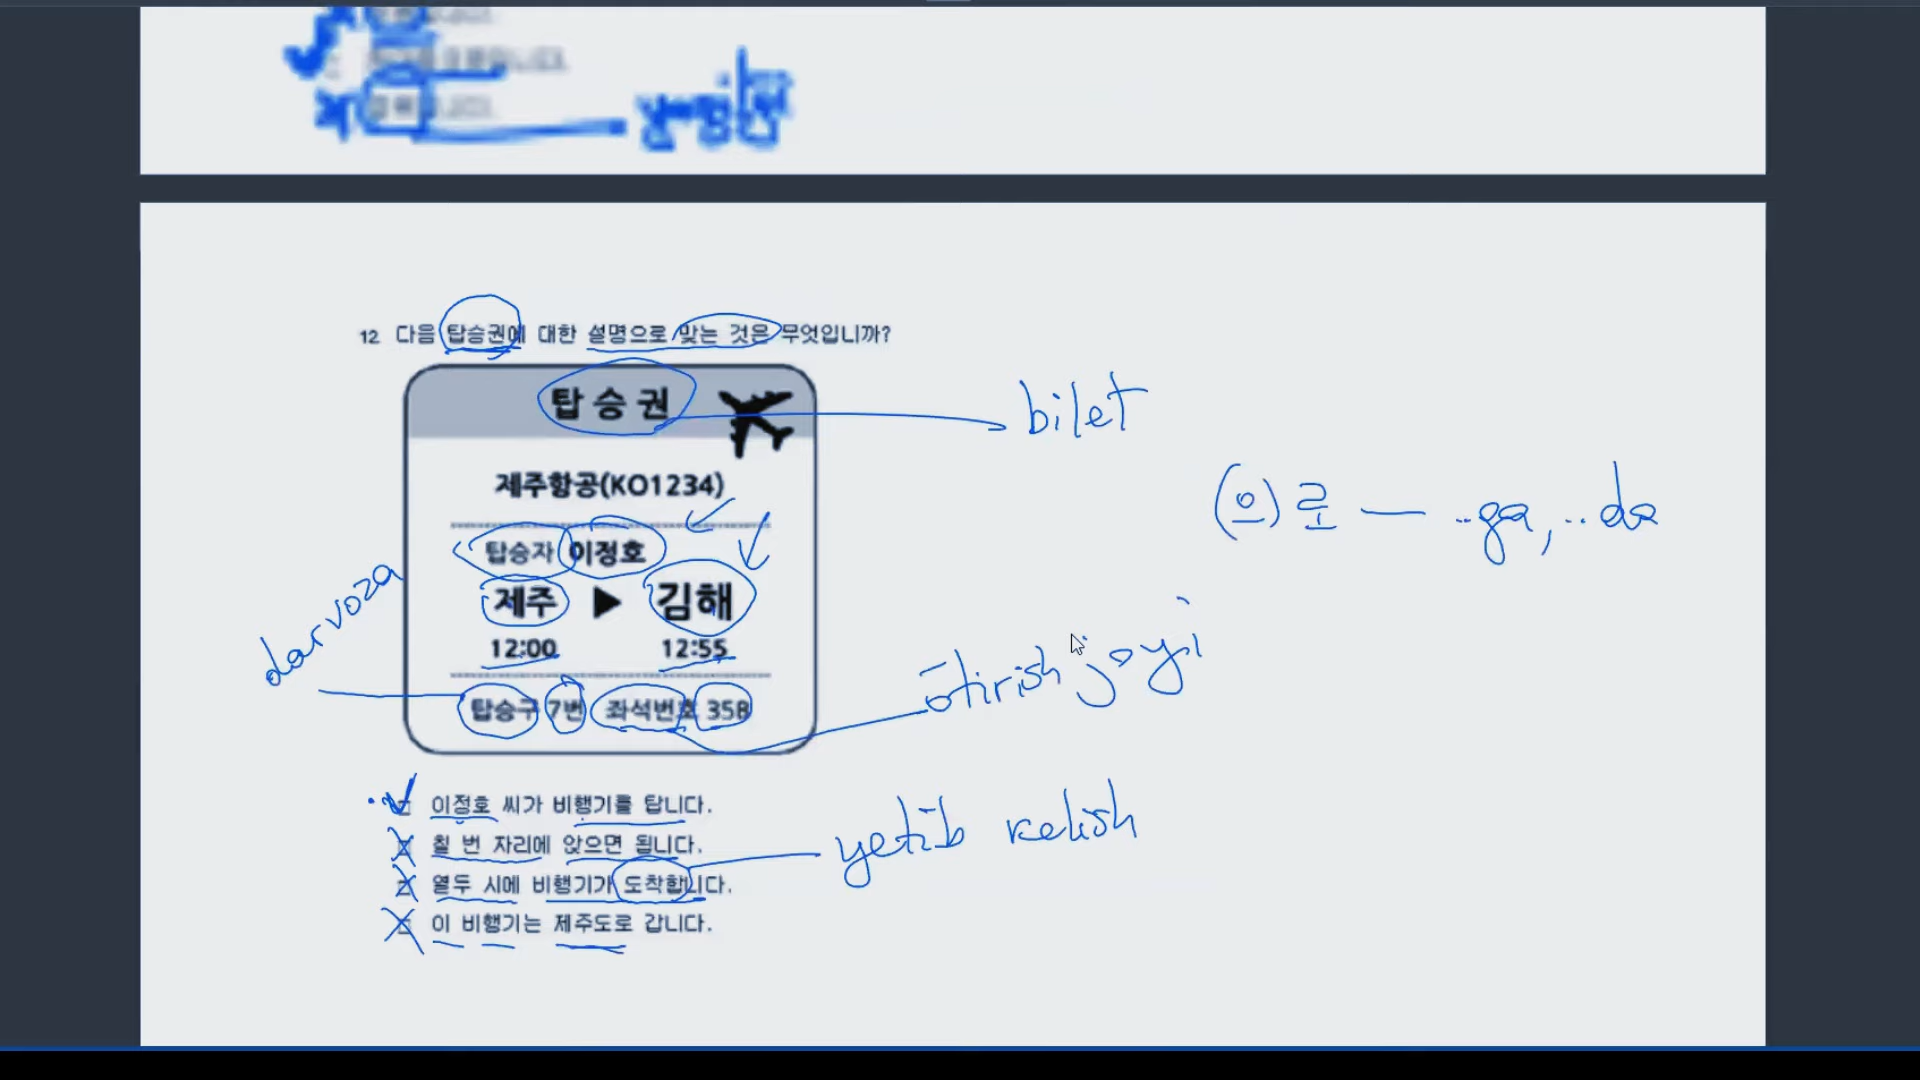 12 다음 탑승권에 대한 설명으로 맞는 것은 무엇입니까?
탑승권
bilet
제주항공(KO1234)
(으)로 — ..ga, ..da
탑승자 이정호
darvoza
제주 ▶ 김해
12:00 12:55
o'tirish joyi
탑승구 7번 좌석번호 35B
이정호 씨가 비행기를 탑니다.
칠 번 자리에 앉으면 됩니다.
yetib kelish
열두 시에 비행기가 도착합니다.
이 비행기는 제주도로 갑니다.